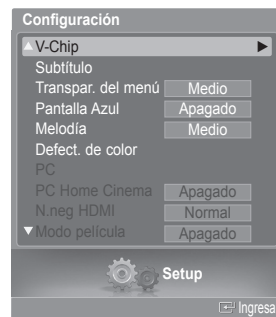 Configuración
V-Chip
Subtítulo
Transpar. del menú Medio
Pantalla Azul Apagado
Melodía Medio
Defect. de color
PC
PC Home Cinema Apagado
N.neg HDMI Normal
Modo película Apagado
Setup
Ingresa